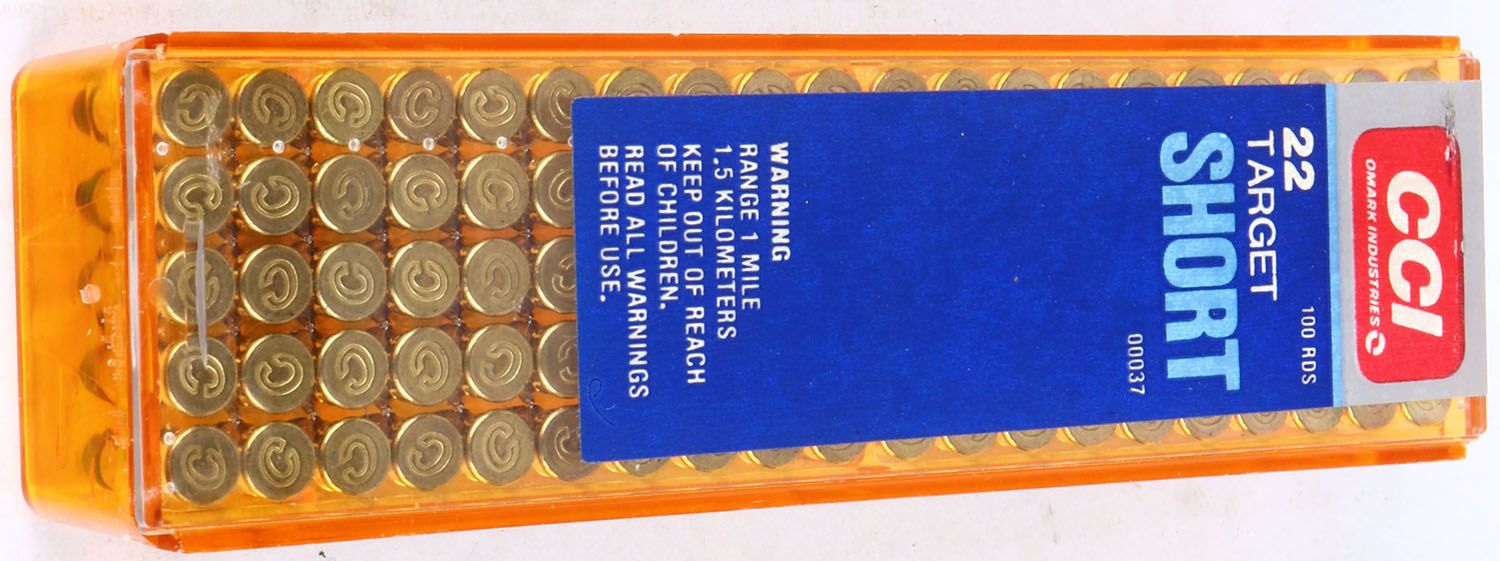 CCI
OMARK INDUSTRIES
22
TARGET
SHORT
100 RDS
00037
WARNING
RANGE 1 MILE
1.5 KILOMETERS
KEEP OUT OF REACH
OF CHILDREN.
READ ALL WARNINGS
BEFORE USE.